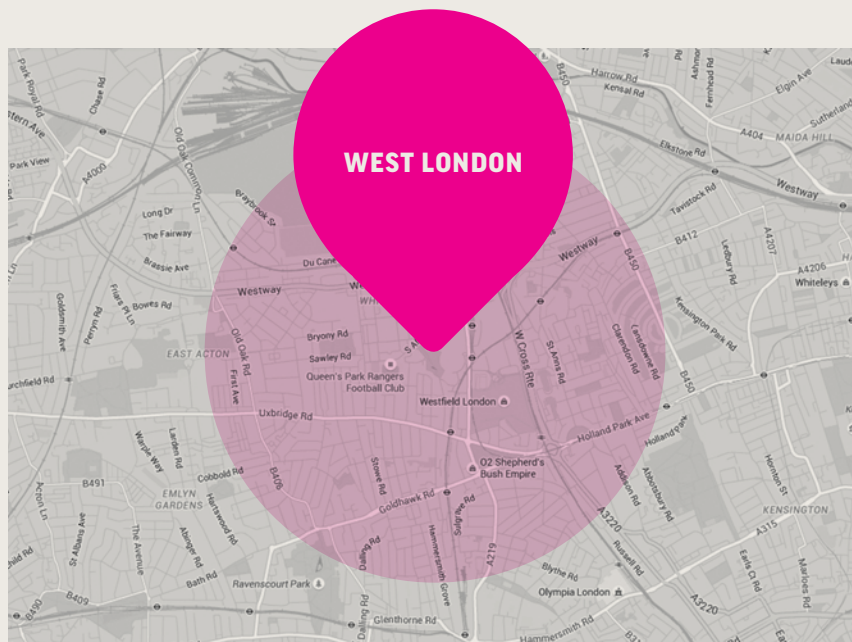 B450
Harrow Rd
Kensal Rd
Fernhead Rd
Elgin Ave
Park Royal Rd
Chase Rd
A404
MAIDA HILL
Old Oak Common Ln
Elkstone Rd
WEST LONDON
Park View
A4000
Westway
Braybrook St
Tavistock Rd
Long Dr
The Fairway
B412
A4207
Ledbury Rd
Westway
B450
Brassie Ave
Du Cane
A4206
Whiteleys
Westway
Friars Pl Ln
Bowes Rd
Goldsmith Ave
Perryn Rd
Kensington Park Rd
Bryony Rd
Old Oak Rd
W Cross Rte
St Anns Rd
Clarendon Rd
Lansdowne Rd
EAST ACTON
Sawley Rd
Queen's Park Rangers
Football Club
First Ave
B450
Westfield London
Uxbridge Rd
Holland Park Ave
Holland Park
Warple Way
Larden Rd
O2 Shepherd's
Bush Empire
Stowe Rd
Cobbold Rd
B408
Addison Rd
Abbotsbury Rd
Hornton St
B491
Acton Ln
EMLYN
GARDENS
Hartswood Rd
Goldhawk Rd
A3220
KENSINGTON
A315
St Albans Ave
The Avenue
Abinger Rd
Hammersmith Grove
A219
Russell Rd
Earls Ct Rd
Marloes Rd
Bath Rd
Ravenscourt Park
Blythe Rd
Olympia London
B409
B490
A3220
Dalling Rd
Glenthorne Rd
Hammersmith Rd